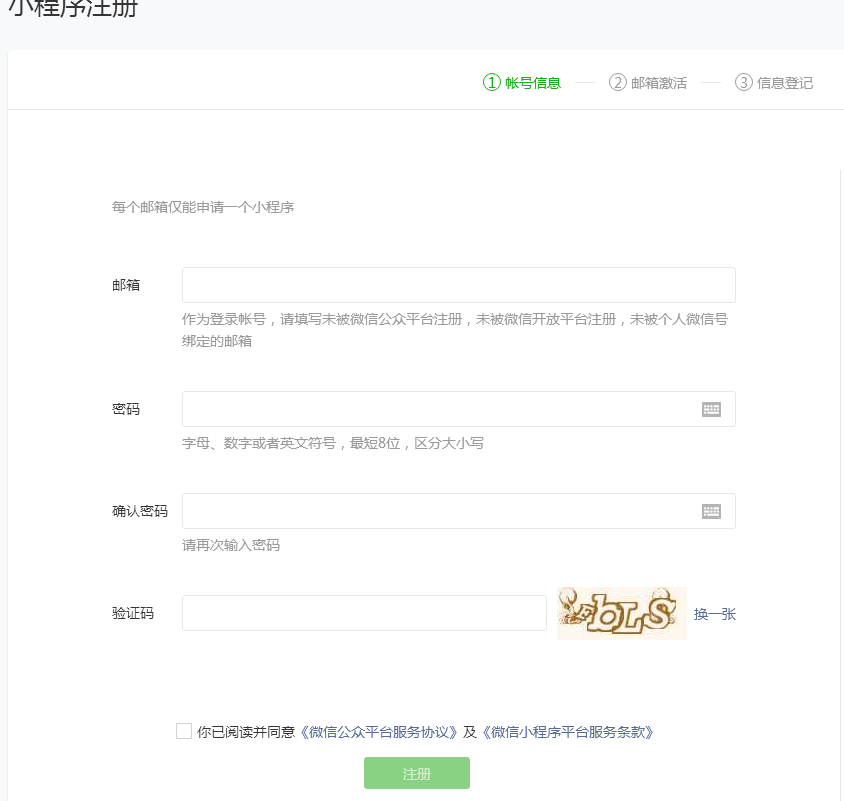 小程序注册
1 帐号信息 2 邮箱激活 3 信息登记
每个邮箱仅能申请一个小程序
邮箱
作为登录帐号，请填写未被微信公众平台注册，未被微信开放平台注册，未被个人微信号
绑定的邮箱
密码
字母、数字或者英文符号，最短8位，区分大小写
确认密码
请再次输入密码
验证码 换一张
你已阅读并同意《微信公众平台服务协议》及《微信小程序平台服务条款》
注册